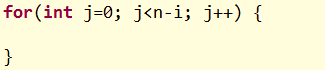 for(int j=0; j<n-i; j++) {
}